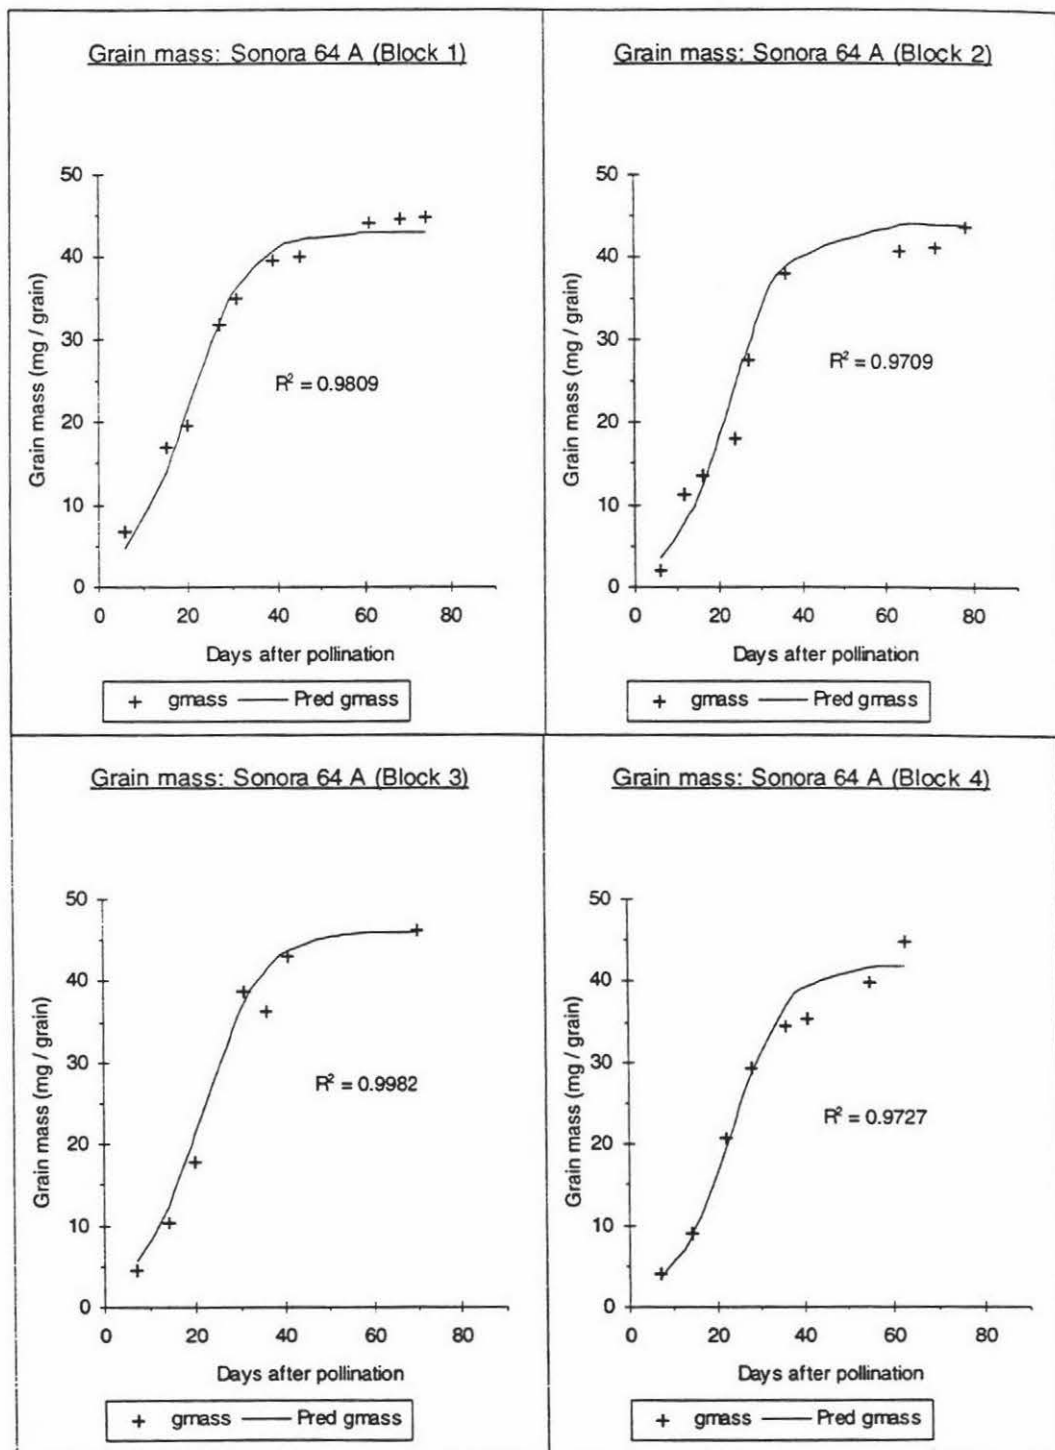 Grain mass: Sonora 64 A (Block 1)
50
40
30
20
10
0
Grain mass (mg / grain)
R² = 0.9809
0 20 40 60 80
Days after pollination
+ gmass — Pred gmass
Grain mass: Sonora 64 A (Block 2)
50
40
30
20
10
0
Grain mass (mg / grain)
R² = 0.9709
0 20 40 60 80
Days after pollination
+ gmass — Pred gmass
Grain mass: Sonora 64 A (Block 3)
50
40
30
20
10
0
Grain mass (mg / grain)
R² = 0.9982
0 20 40 60 80
Days after pollination
+ gmass — Pred gmass
Grain mass: Sonora 64 A (Block 4)
50
40
30
20
10
0
Grain mass (mg / grain)
R² = 0.9727
0 20 40 60 80
Days after pollination
+ gmass — Pred gmass